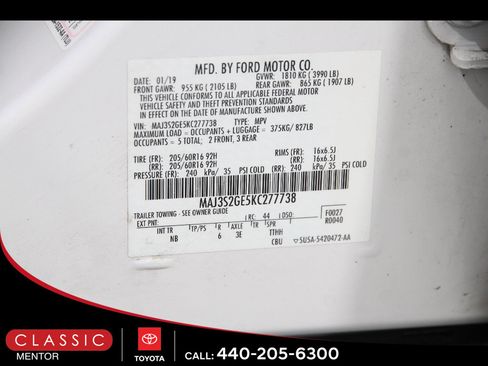 MFD. BY FORD MOTOR CO.
01/19 GVWR: 1810 KG ( 3990 LB)
FRONT GAWR: 955 KG ( 2105 LB) REAR GAWR: 865 KG ( 1907 LB)
THIS VEHICLE CONFORMS TO ALL APPLICABLE FEDERAL MOTOR
VEHICLE SAFETY AND THEFT PREVENTION STANDARDS
IN EFFECT ON THE DATE OF MANUFACTURE SHOWN ABOVE.
VIN: MAJ3S2GE5KC277738 TYPE: MPV
MAXIMUM LOAD = OCCUPANTS + LUGGAGE = 375KG/ 827LB
OCCUPANTS = 5 TOTAL; 2 FRONT, 3 REAR
TIRE (FR): 205/60R16 92H RIMS (FR): 16x6.5J
(RR): 205/60R16 92H (RR): 16x6.5J
PRESSURE (FR): 240 kPa/ 35 PSI COLD (RR): 240 kPa/ 35 PSI COLD
MAJ3S2GE5KC277738
TRAILER TOWING - SEE OWNER GUIDE
EXT PNT: RC: 44 DSO: F0027
R0040
INT TR TP/PS R AXLE TR SPR
NB 6 3E TTHH
CBU 5U5A-5420472-AA
CLASSIC
MENTOR
TOYOTA
CALL: 440-205-6300